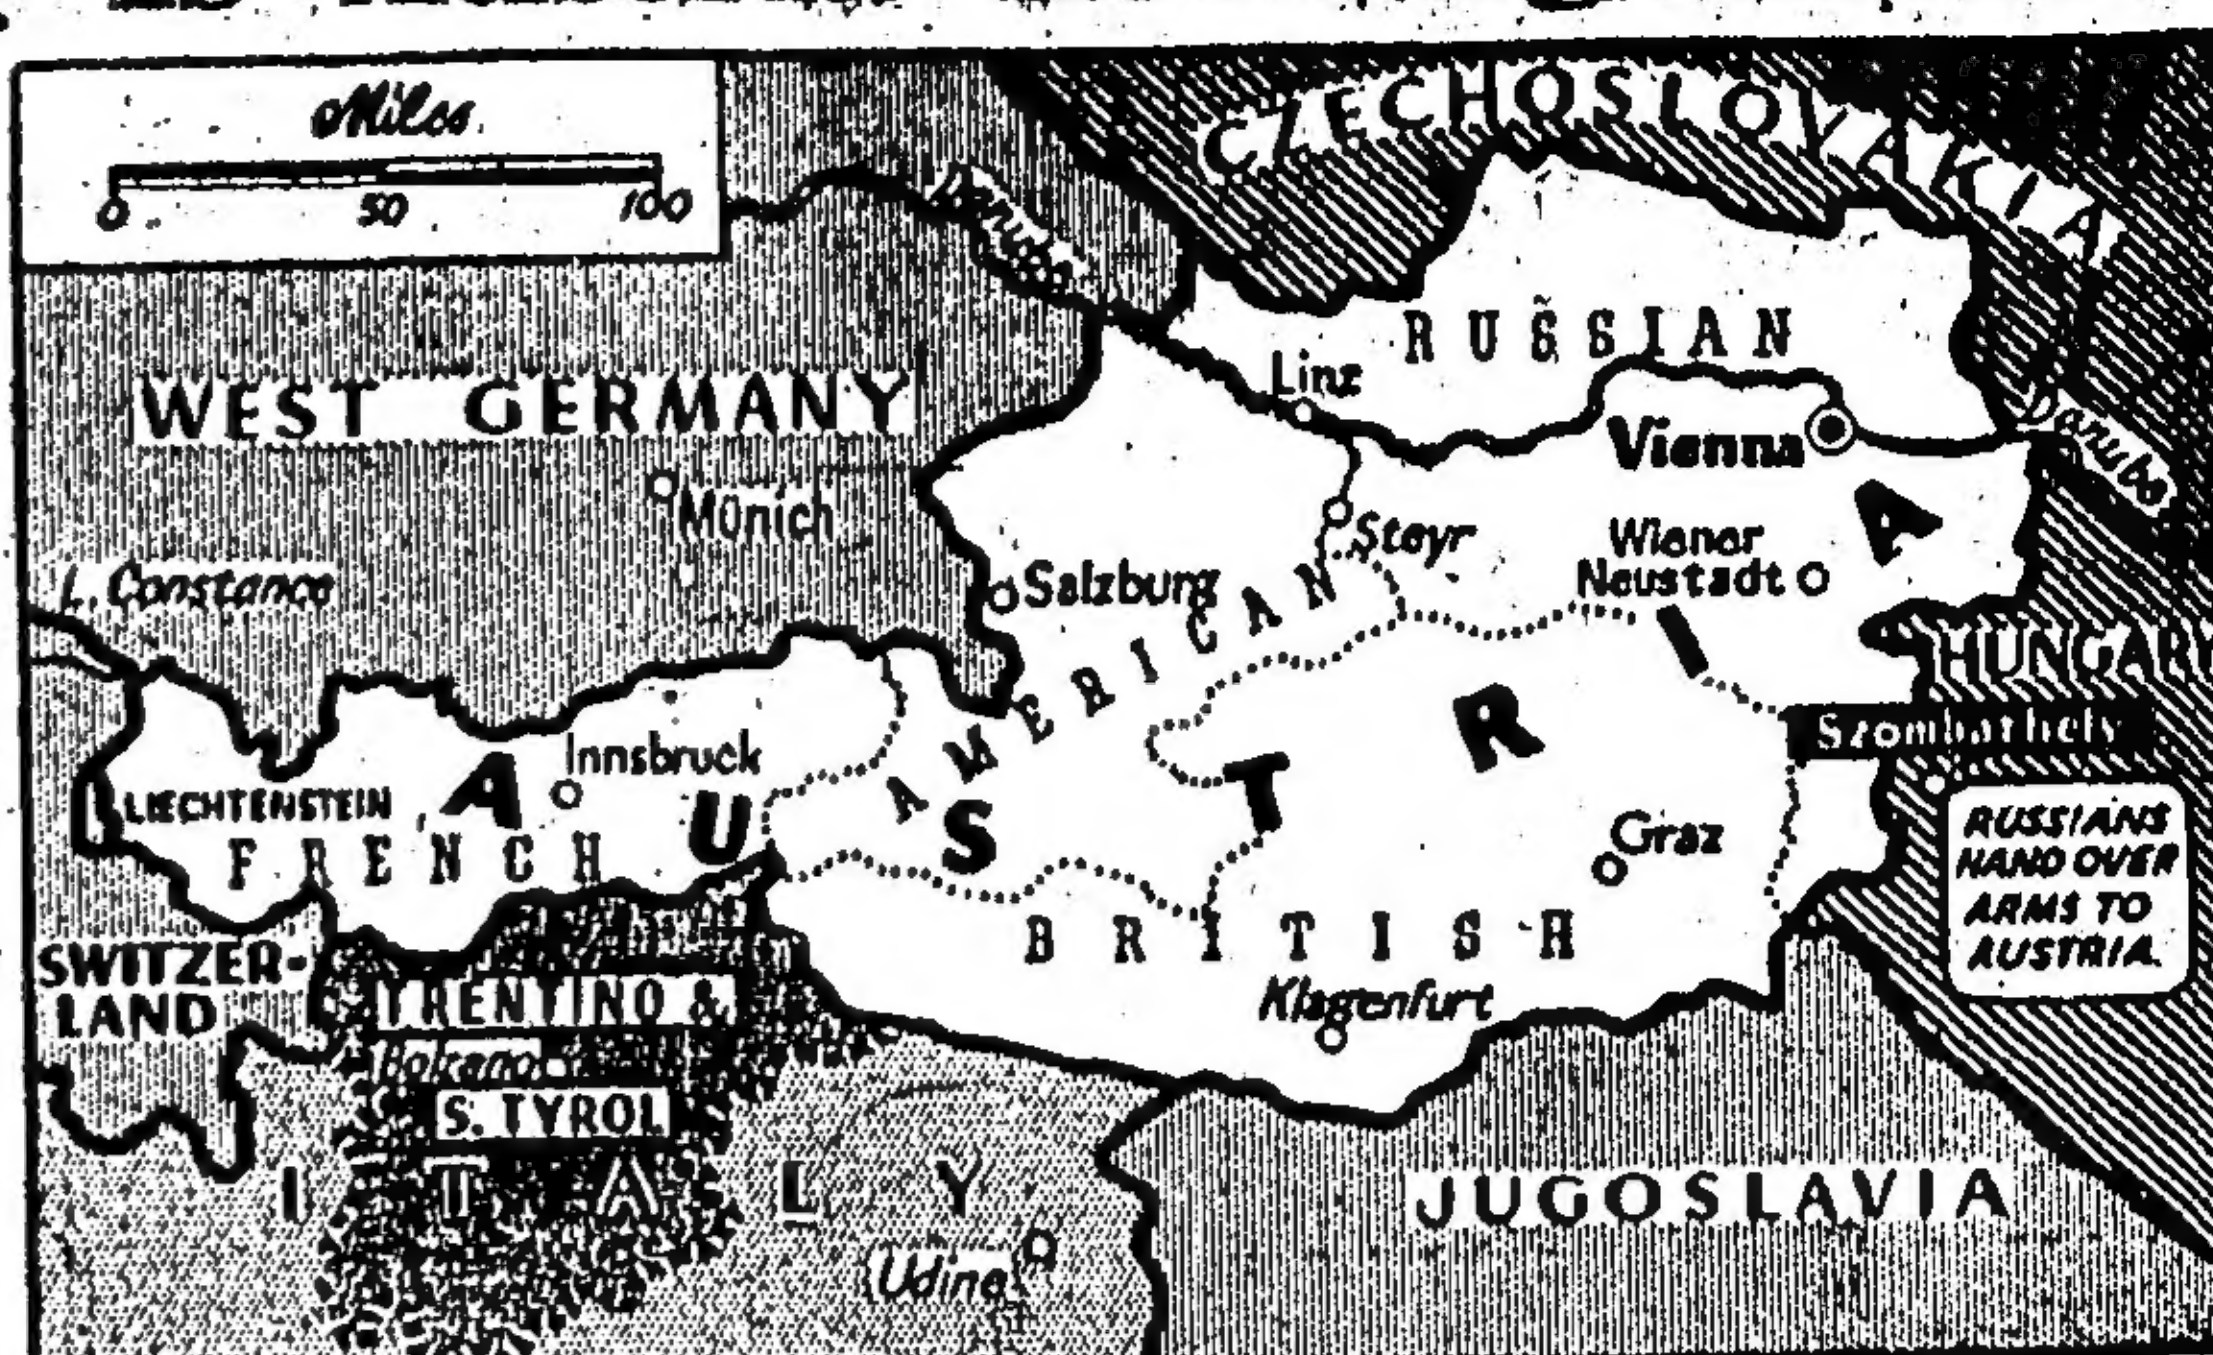 Miles
0 50 100
CZECHOSLOVAKIA
Danube
RUSSIAN
Linz
WEST GERMANY
Vienna
Danube
Munich
Steyr
Wiener
Neustadt
L. Constance
Salzburg
AMERICAN
HUNGARY
Szombathely
Innsbruck
LIECHTENSTEIN
AUSTRIA
FRENCH
Graz
RUSSIANS
HAND OVER
ARMS TO
AUSTRIA.
BRITISH
SWITZER-
LAND
TRENTINO &
Klagenfurt
Bolzano
S. TYROL
ITALY
JUGOSLAVIA
Udine